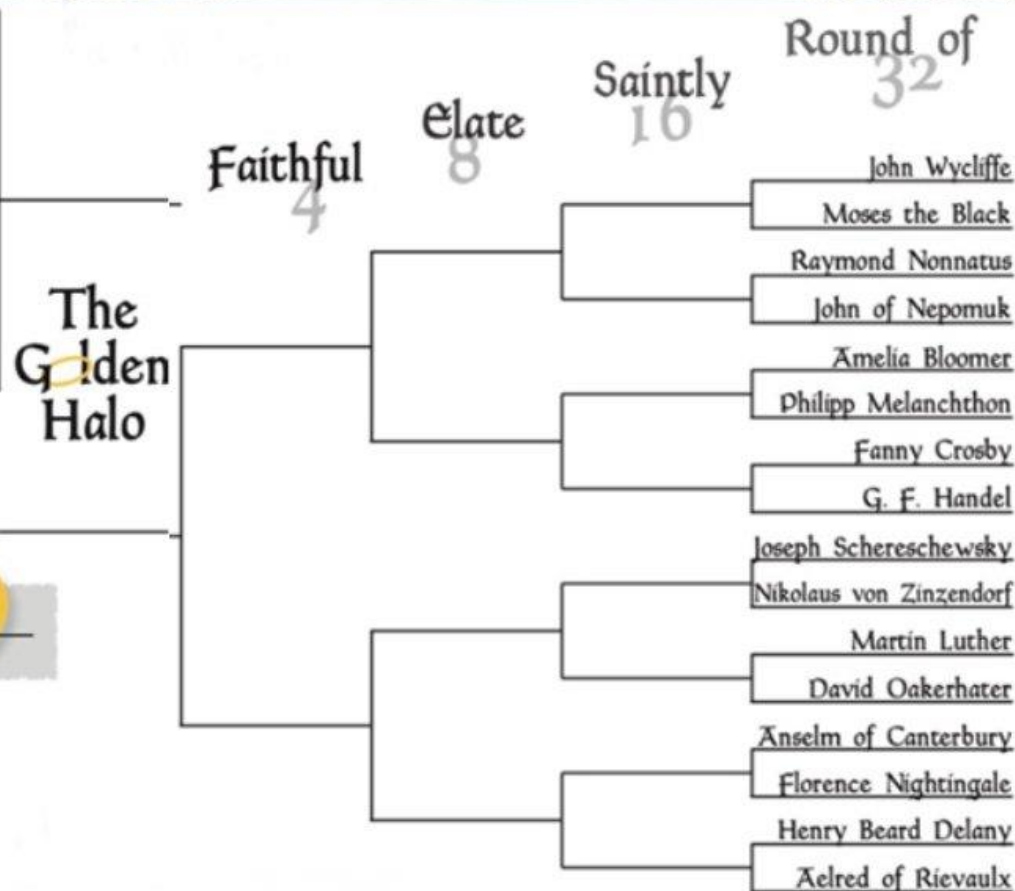 Round of
32
Saintly
16
Elate
8
Faithful
4
The
Golden
Halo
John Wycliffe
Moses the Black
Raymond Nonnatus
John of Nepomuk
Amelia Bloomer
Philipp Melanchthon
Fanny Crosby
G. F. Handel
Joseph Schereschewsky
Nikolaus von Zinzendorf
Martin Luther
David Oakerhater
Anselm of Canterbury
Florence Nightingale
Henry Beard Delany
Aelred of Rievaulx